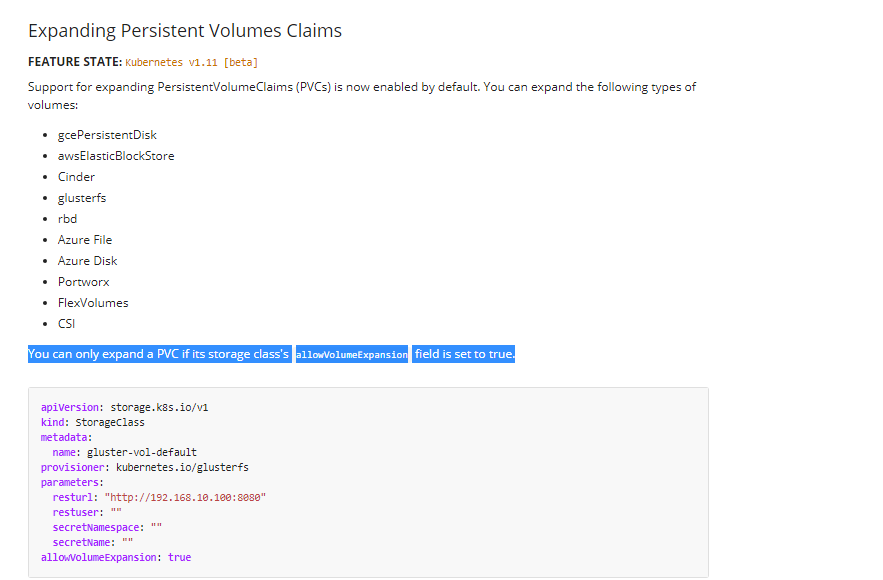 Expanding Persistent Volumes Claims
FEATURE STATE: Kubernetes v1.11 [beta]
Support for expanding PersistentVolumeClaims (PVCs) is now enabled by default. You can expand the following types of
volumes:
• gcePersistentDisk
• awsElasticBlockStore
• Cinder
• glusterfs
• rbd
• Azure File
• Azure Disk
• Portworx
• FlexVolumes
• CSI
You can only expand a PVC if its storage class's allowVolumeExpansion field is set to true.
apiVersion: storage.k8s.io/v1
kind: StorageClass
metadata:
  name: gluster-vol-default
provisioner: kubernetes.io/glusterfs
parameters:
  resturl: "http://192.168.10.100:8080"
  restuser: ""
  secretNamespace: ""
  secretName: ""
allowVolumeExpansion: true